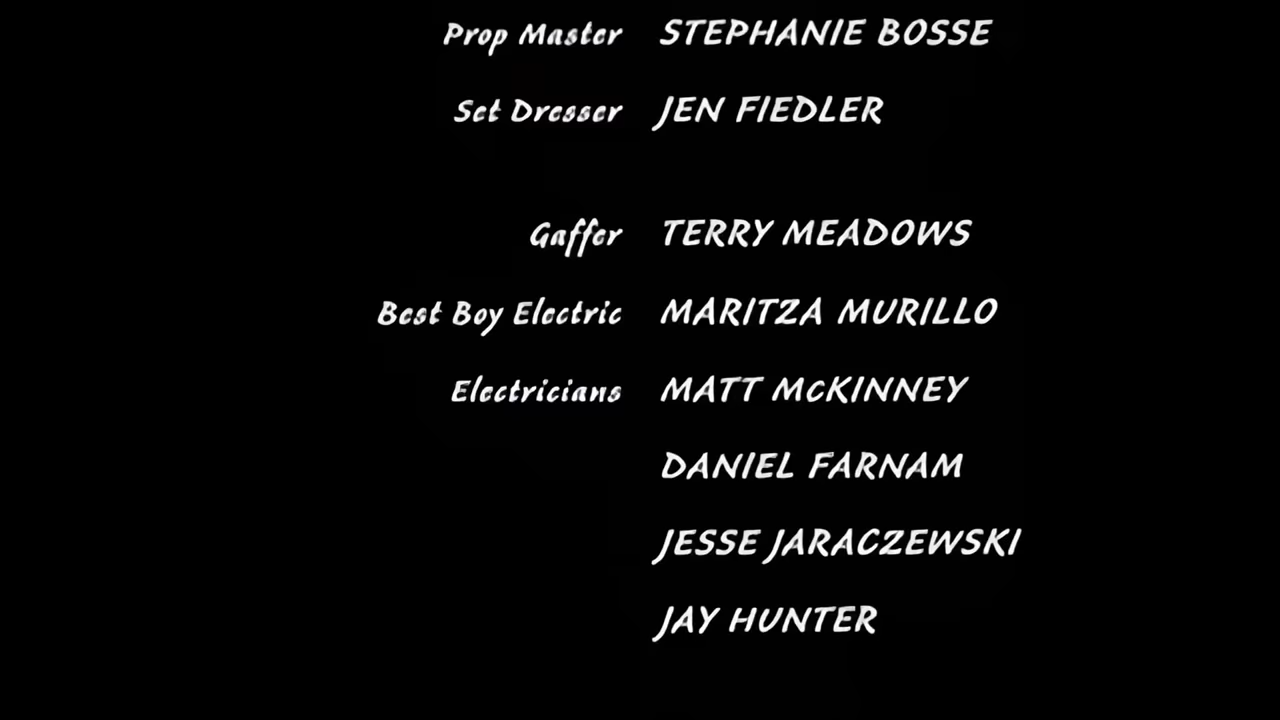 Prop Master STEPHANIE BOSSE
Set Dresser JEN FIEDLER
Gaffer TERRY MEADOWS
Best Boy Electric MARITZA MURILLO
Electricians MATT McKINNEY
DANIEL FARNAM
JESSE JARACZEWSKI
JAY HUNTER